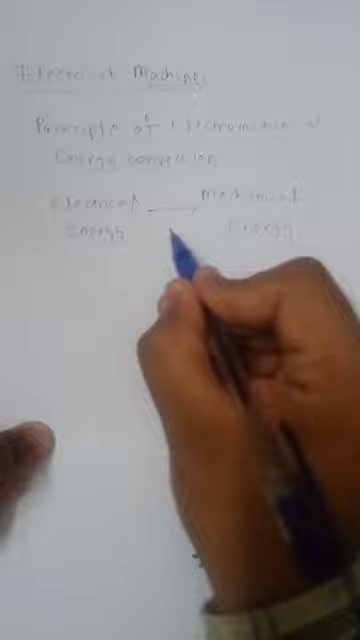 Electrical Machines
Principle of Electromechanical
Energy conversion
Electrical → Mechanical
Energy Energy